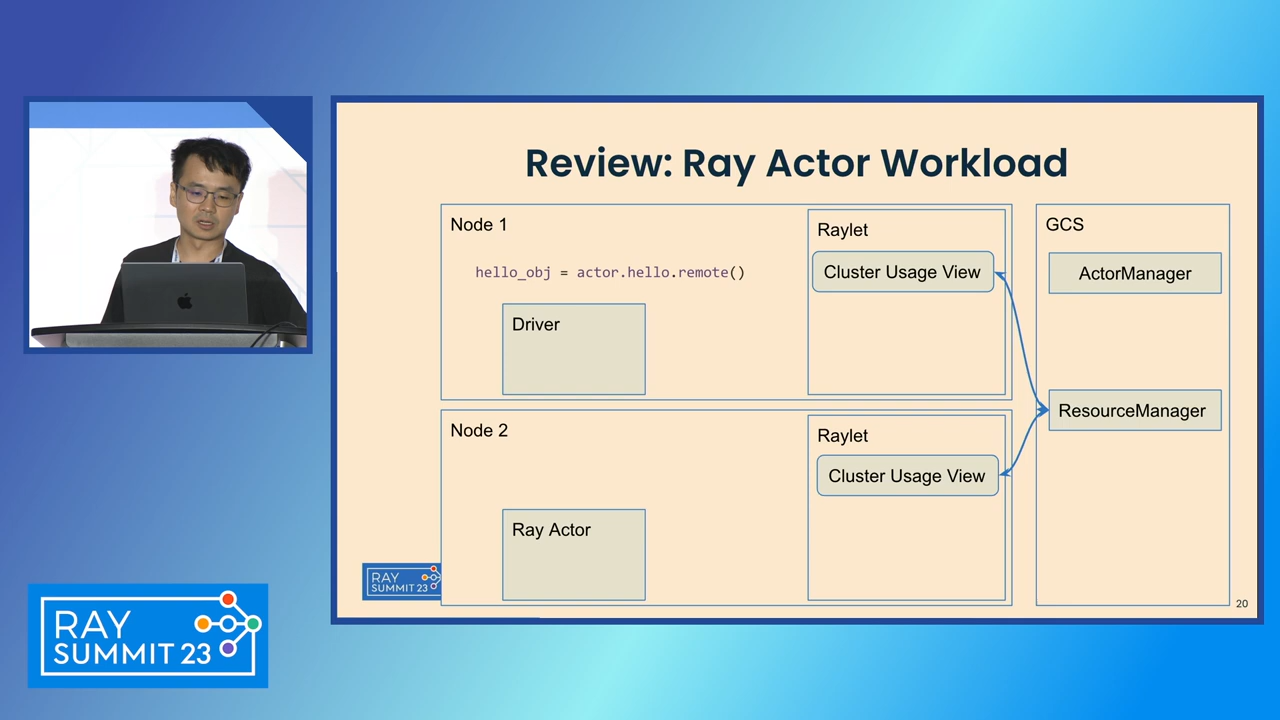 Review: Ray Actor Workload
Node 1
hello_obj = actor.hello.remote()
Driver
Raylet
Cluster Usage View
GCS
ActorManager
ResourceManager
Node 2
Ray Actor
Raylet
Cluster Usage View
RAY
SUMMIT 23
20
RAY
SUMMIT 23